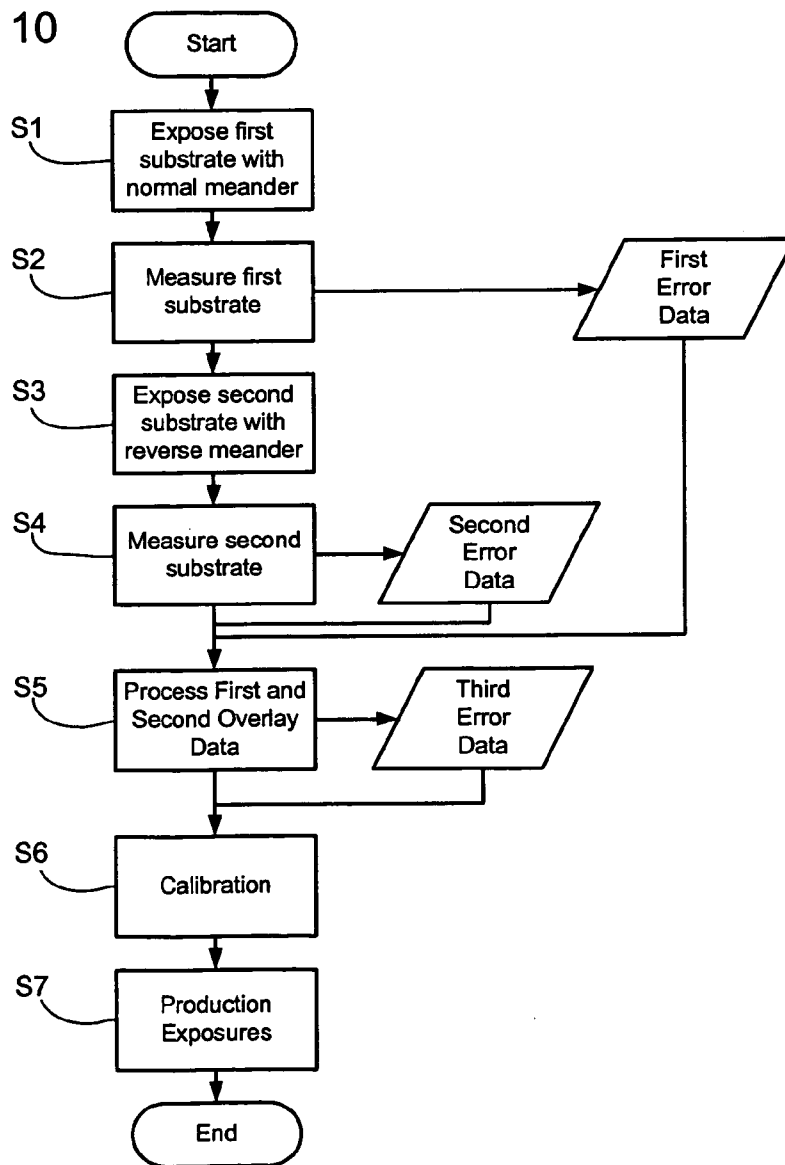 10
Start
S1
Expose first
substrate with
normal meander
S2
Measure first
substrate
First
Error
Data
S3
Expose second
substrate with
reverse meander
S4
Measure second
substrate
Second
Error
Data
S5
Process First and
Second Overlay
Data
Third
Error
Data
S6
Calibration
S7
Production
Exposures
End